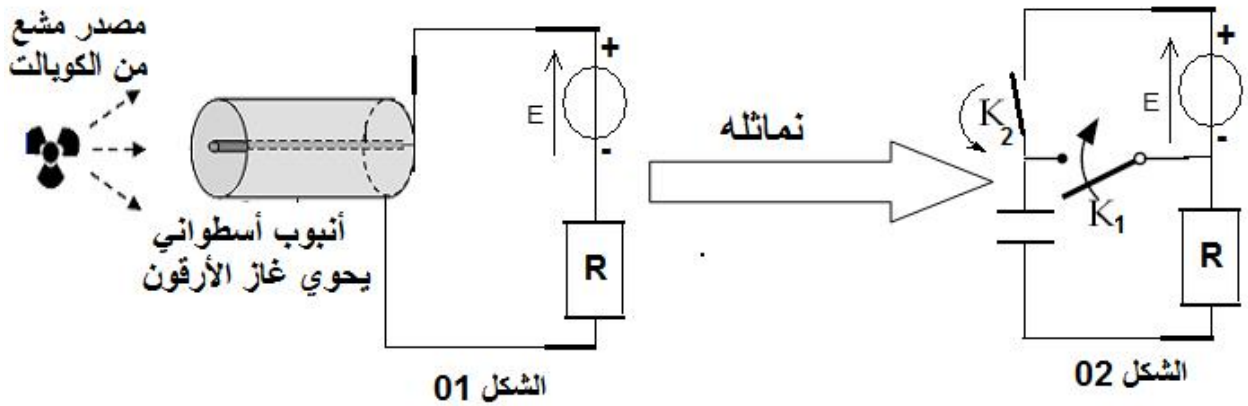 مصدر مشع
من الكوبالت
أنبوب أسطواني
يحوي غاز الأرقون
+
E
-
R
الشكل 01
نماثله
K2
K1
+
E
-
R
الشكل 02